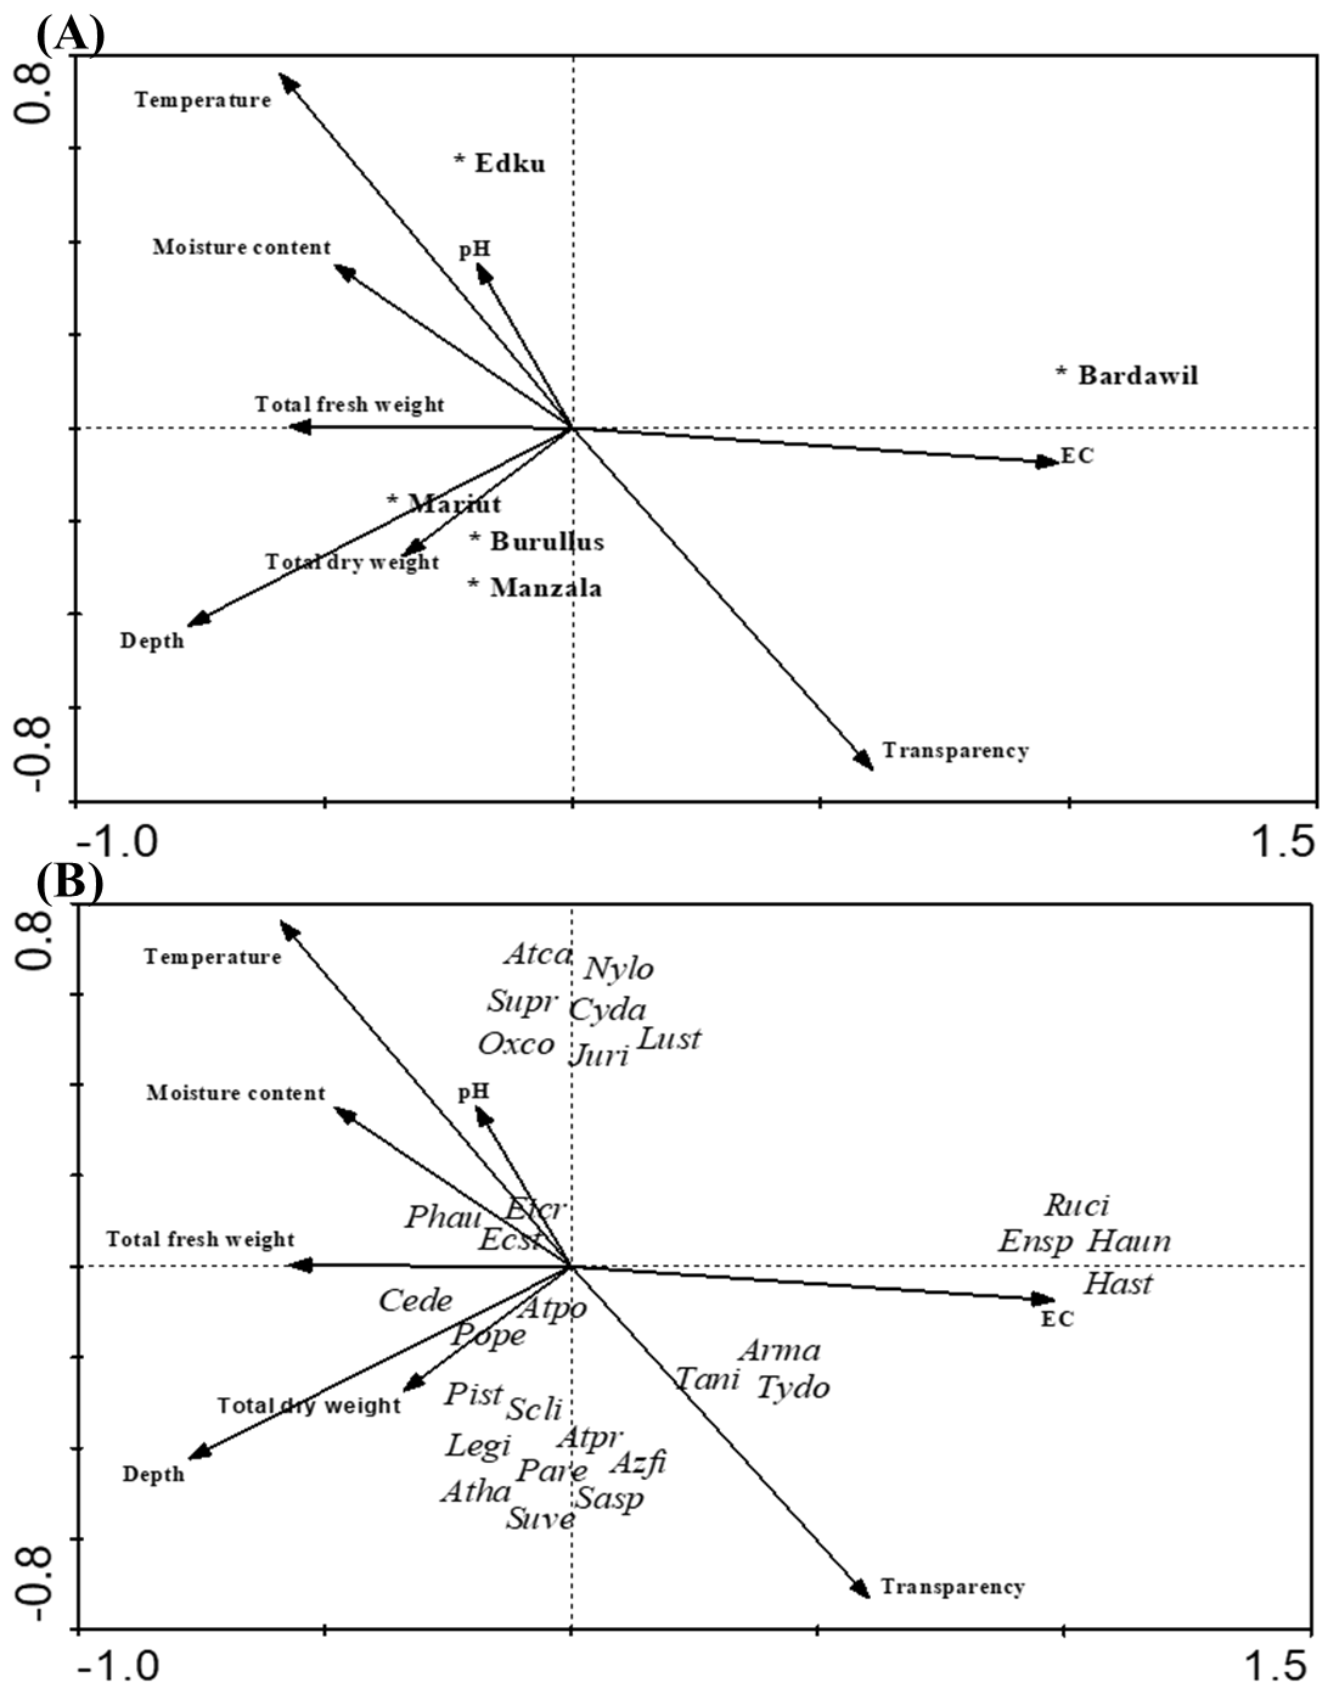 (A)
0.8
Temperature
* Edku
Moisture content
pH
* Bardawil
Total fresh weight
EC
* Mariut
* Burullus
Total dry weight
* Manzala
Depth
Transparency
-0.8
-1.0
1.5
(B)
0.8
Temperature
Atca
Nylo
Supr
Cyda
Oxco
Juri
Lust
Moisture content
pH
Phau
Eicr
Ecst
Ruci
Ensp
Haun
Total fresh weight
Hast
EC
Cede
Atpo
Pope
Arma
Tani
Tydo
Total dry weight
Pist
Scli
Legi
Atpr
Depth
Pare
Azfi
Atha
Sasp
Suve
Transparency
-0.8
-1.0
1.5